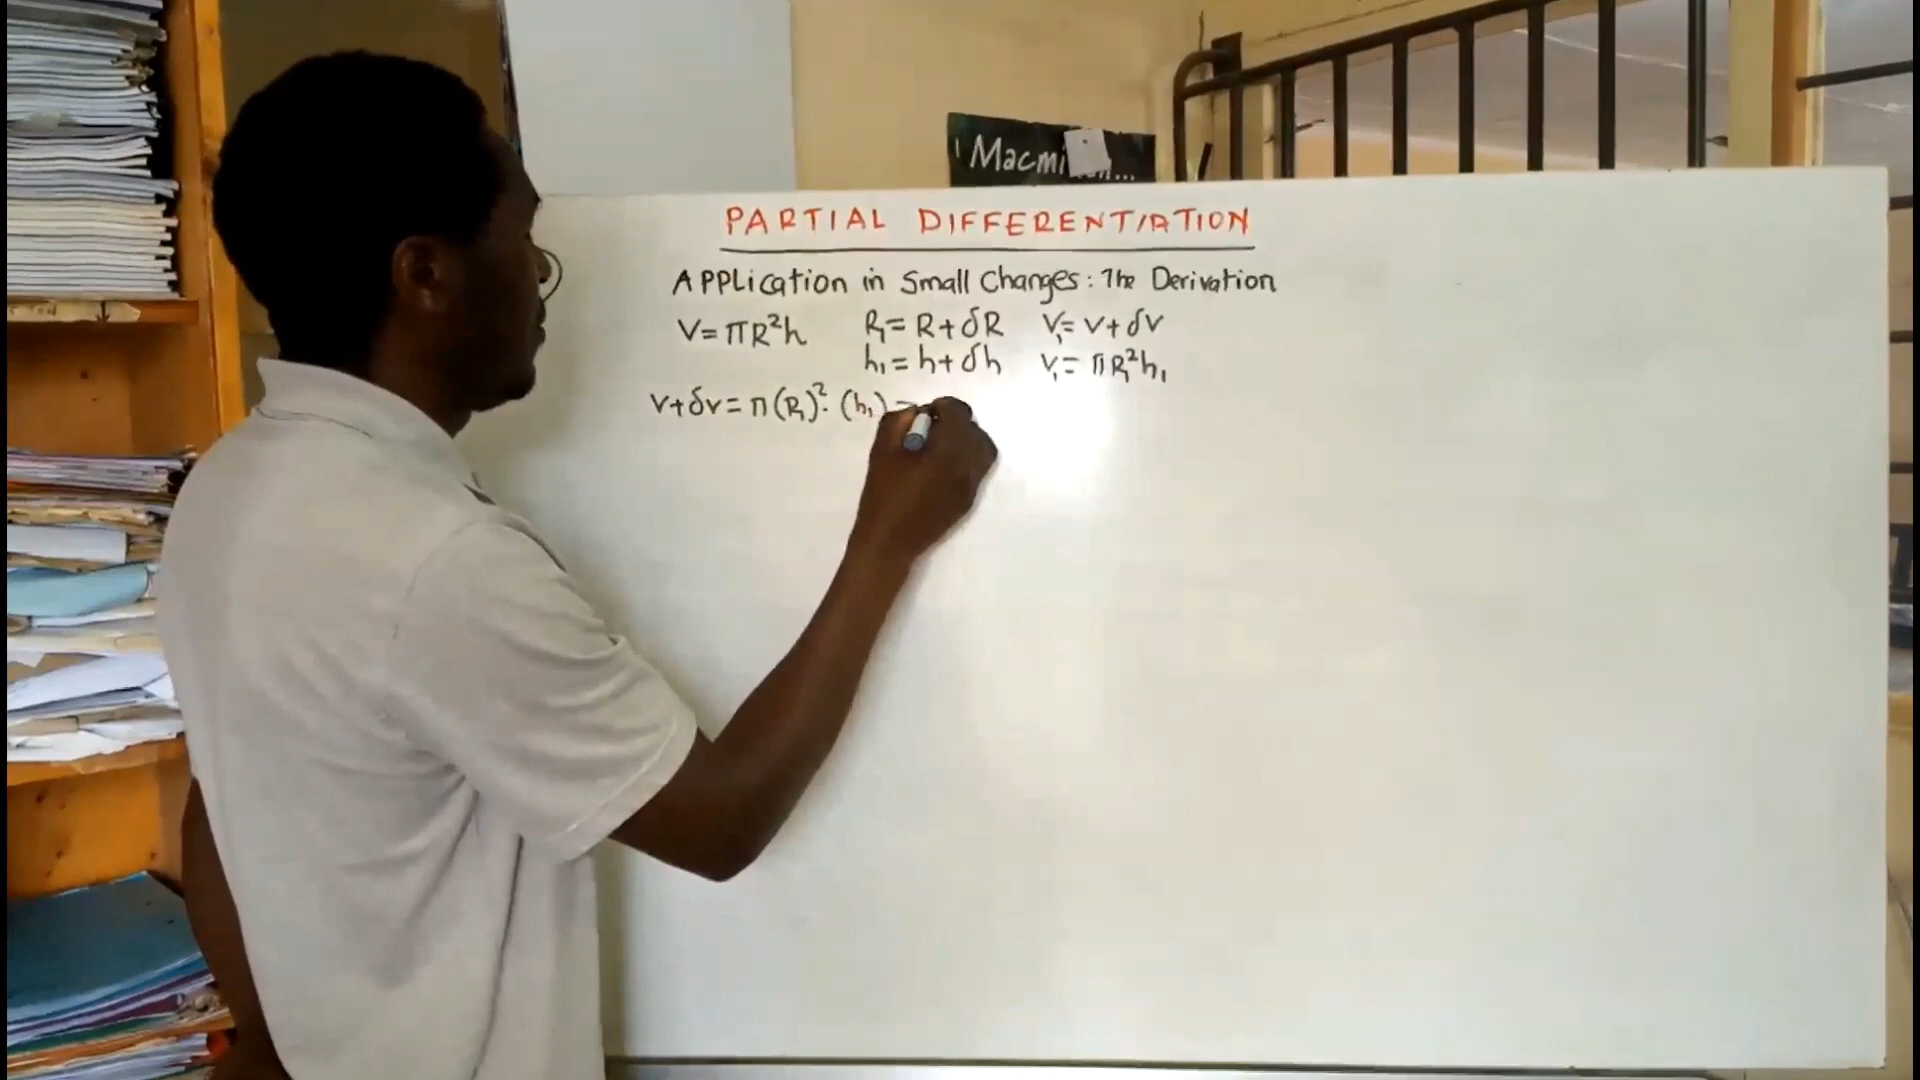 Macmi
PARTIAL DIFFERENTIATION
Application in Small Changes: The Derivation
V=πR²h R₁=R+δR V₁=V+δV
h₁=h+δh V₁=πR₁²h₁
V+δV=π(R₁)²·(h₁)=